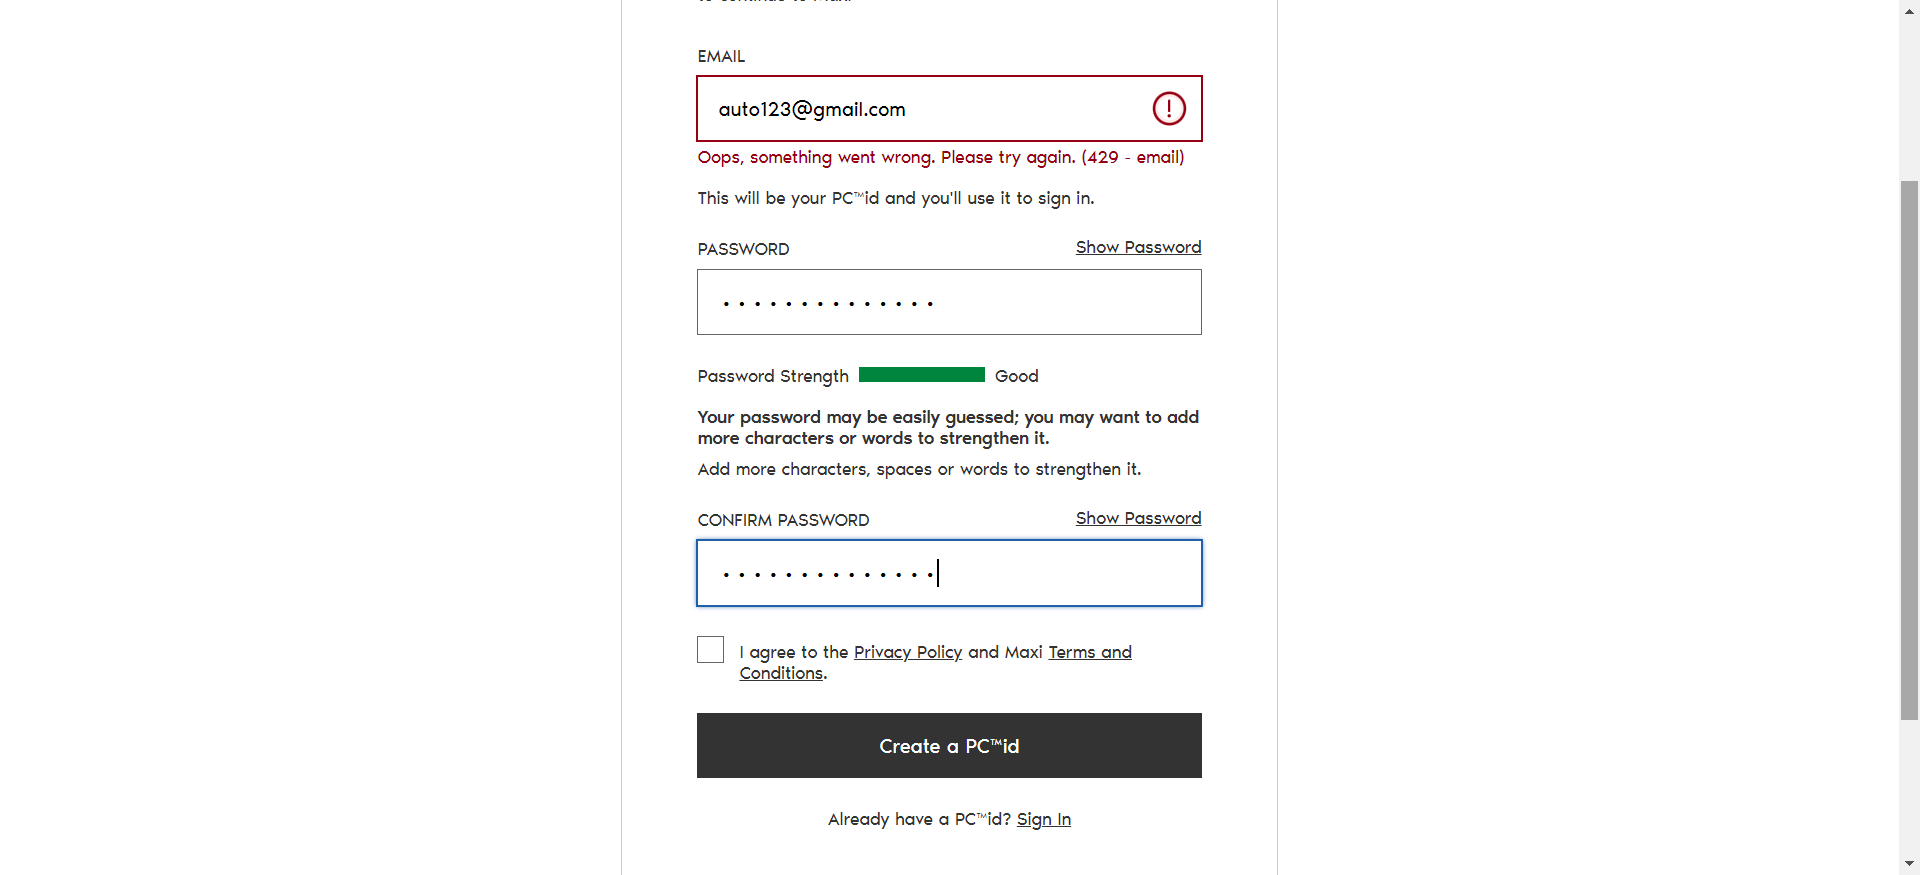 EMAIL
auto123@gmail.com
Oops, something went wrong. Please try again. (429 - email)
This will be your PC™id and you'll use it to sign in.
PASSWORD
Show Password
••••••••••••••
Password Strength
Good
Your password may be easily guessed; you may want to add
more characters or words to strengthen it.
Add more characters, spaces or words to strengthen it.
CONFIRM PASSWORD
Show Password
••••••••••••••
I agree to the Privacy Policy and Maxi Terms and
Conditions.
Create a PC™id
Already have a PC™id? Sign In